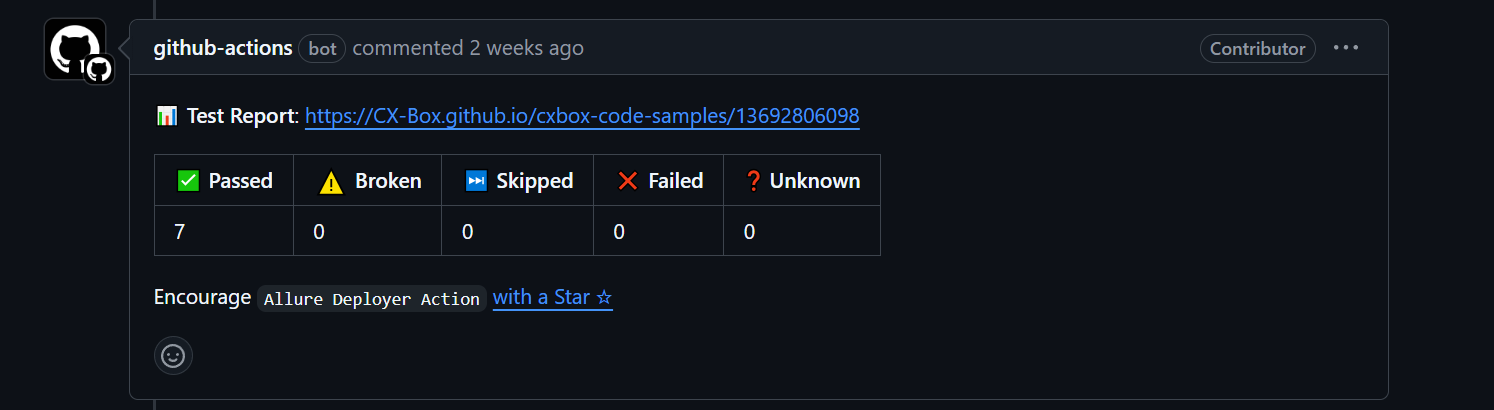 github-actions bot commented 2 weeks ago Contributor ···
📊 Test Report: https://CX-Box.github.io/cxbox-code-samples/13692806098
✅ Passed ⚠️ Broken ⏭️ Skipped ❌ Failed ❓ Unknown
7 0 0 0 0
Encourage Allure Deployer Action with a Star ☆